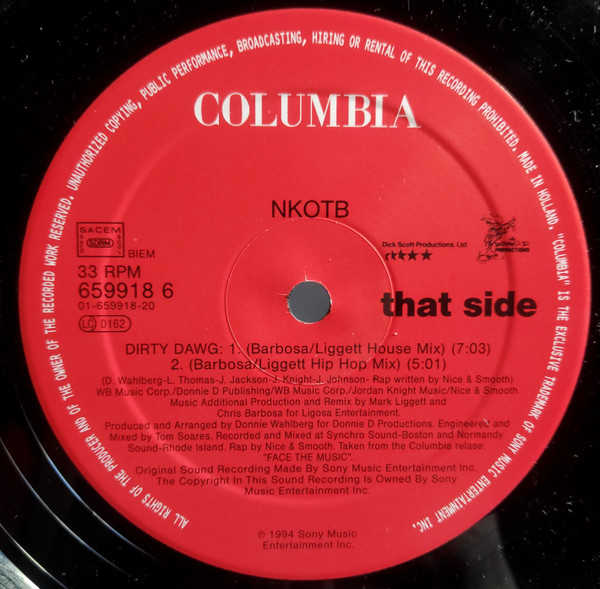 ALL RIGHTS OF THE PRODUCER AND OF THE OWNER OF THE RECORDED WORK RESERVED. UNAUTHORIZED COPYING, PUBLIC PERFORMANCE, BROADCASTING, HIRING OR RENTAL OF THIS RECORDING PROHIBITED. MADE IN HOLLAND. "COLUMBIA" IS THE EXCLUSIVE TRADEMARK OF SONY MUSIC ENTERTAINMENT INC.
COLUMBIA
NKOTB
SACEM
SDRM
BIEM
33 RPM
659918 6
01-659918-20
LC 0162
Dick Scott Productions, Ltd.
PRODUCTIONS
that side
DIRTY DAWG: 1. (Barbosa/Liggett House Mix) (7:03)
2. (Barbosa/Liggett Hip Hop Mix) (5:01)
(D. Wahlberg-L. Thomas-J. Jackson-J. Knight-J. Johnson- Rap written by Nice & Smooth)
WB Music Corp./Donnie D Publishing/WB Music Corp./Jordan Knight Music/Nice & Smooth
Music Additional Production and Remix by Mark Liggett and
Chris Barbosa for Ligosa Entertainment.
Produced and Arranged by Donnie Wahlberg for Donnie D Productions. Engineered and
Mixed by Tom Soares. Recorded and Mixed at Synchro Sound-Boston and Normandy
Sound-Rhode Island. Rap by Nice & Smooth. Taken from the Columbia relase:
"FACE THE MUSIC".
Original Sound Recording Made By Sony Music Entertainment Inc.
The Copyright In This Sound Recording Is Owned By Sony
Music Entertainment Inc.
℗ 1994 Sony Music
Entertainment Inc.